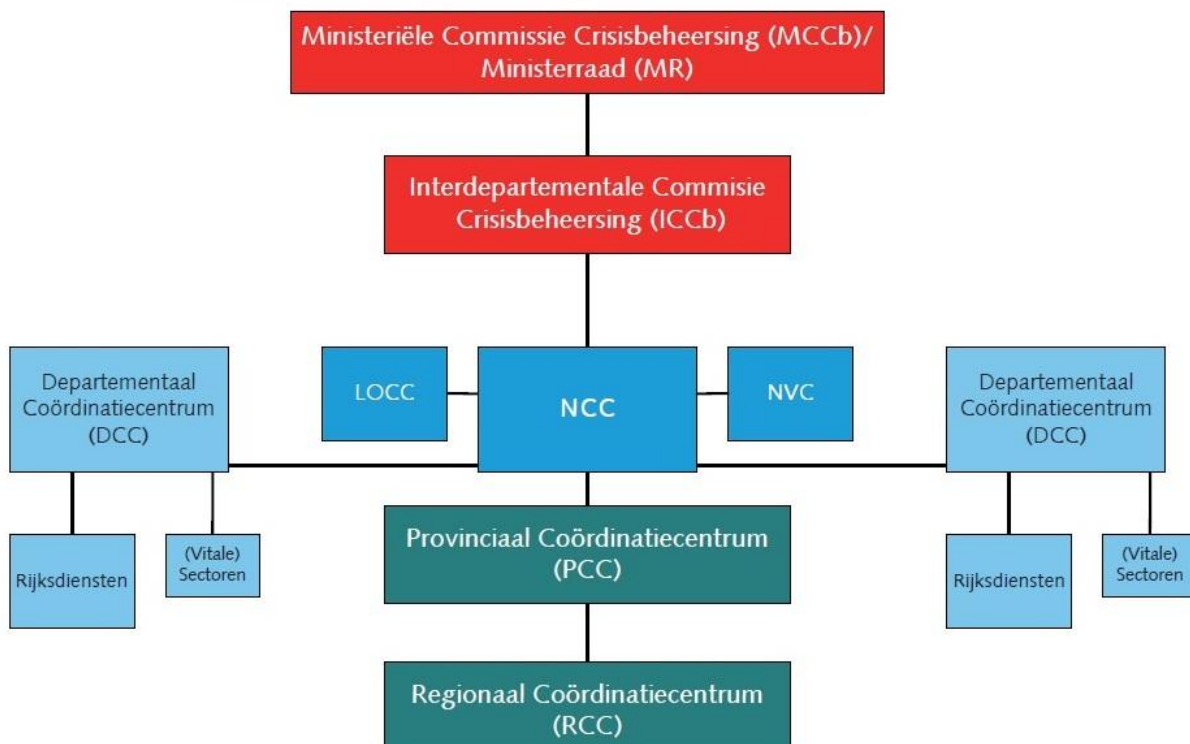 Ministeriële Commissie Crisisbeheersing (MCCb)/
Ministerraad (MR)
Interdepartementale Commisie
Crisisbeheersing (ICCb)
Departementaal
Coördinatiecentrum
(DCC)
LOCC
NCC
NVC
Departementaal
Coördinatiecentrum
(DCC)
Rijksdiensten
(Vitale)
Sectoren
Provinciaal Coördinatiecentrum
(PCC)
Rijksdiensten
(Vitale)
Sectoren
Regionaal Coördinatiecentrum
(RCC)